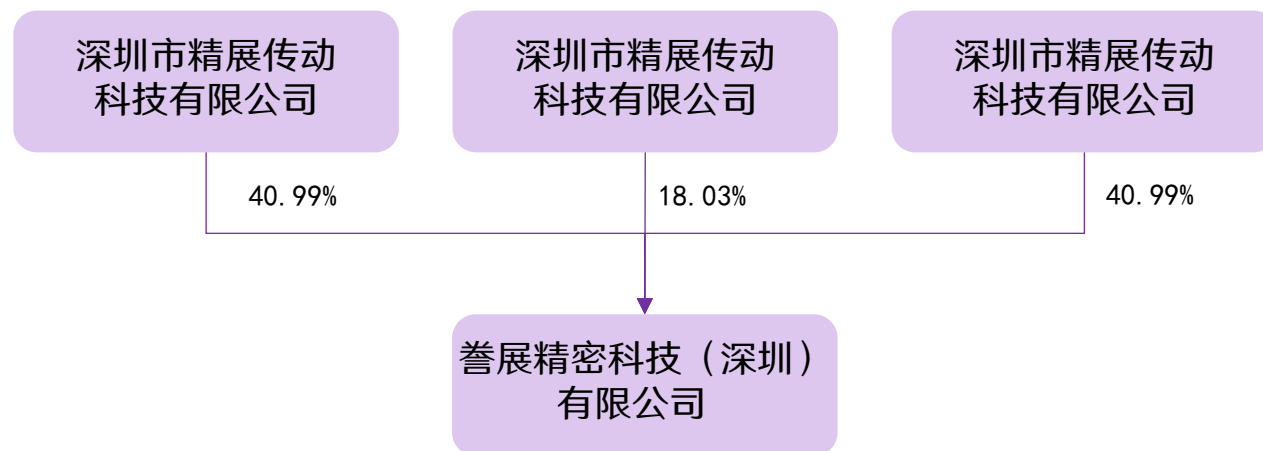 深圳市精展传动
科技有限公司
深圳市精展传动
科技有限公司
深圳市精展传动
科技有限公司
40.99%
18.03%
40.99%
誊展精密科技（深圳）
有限公司